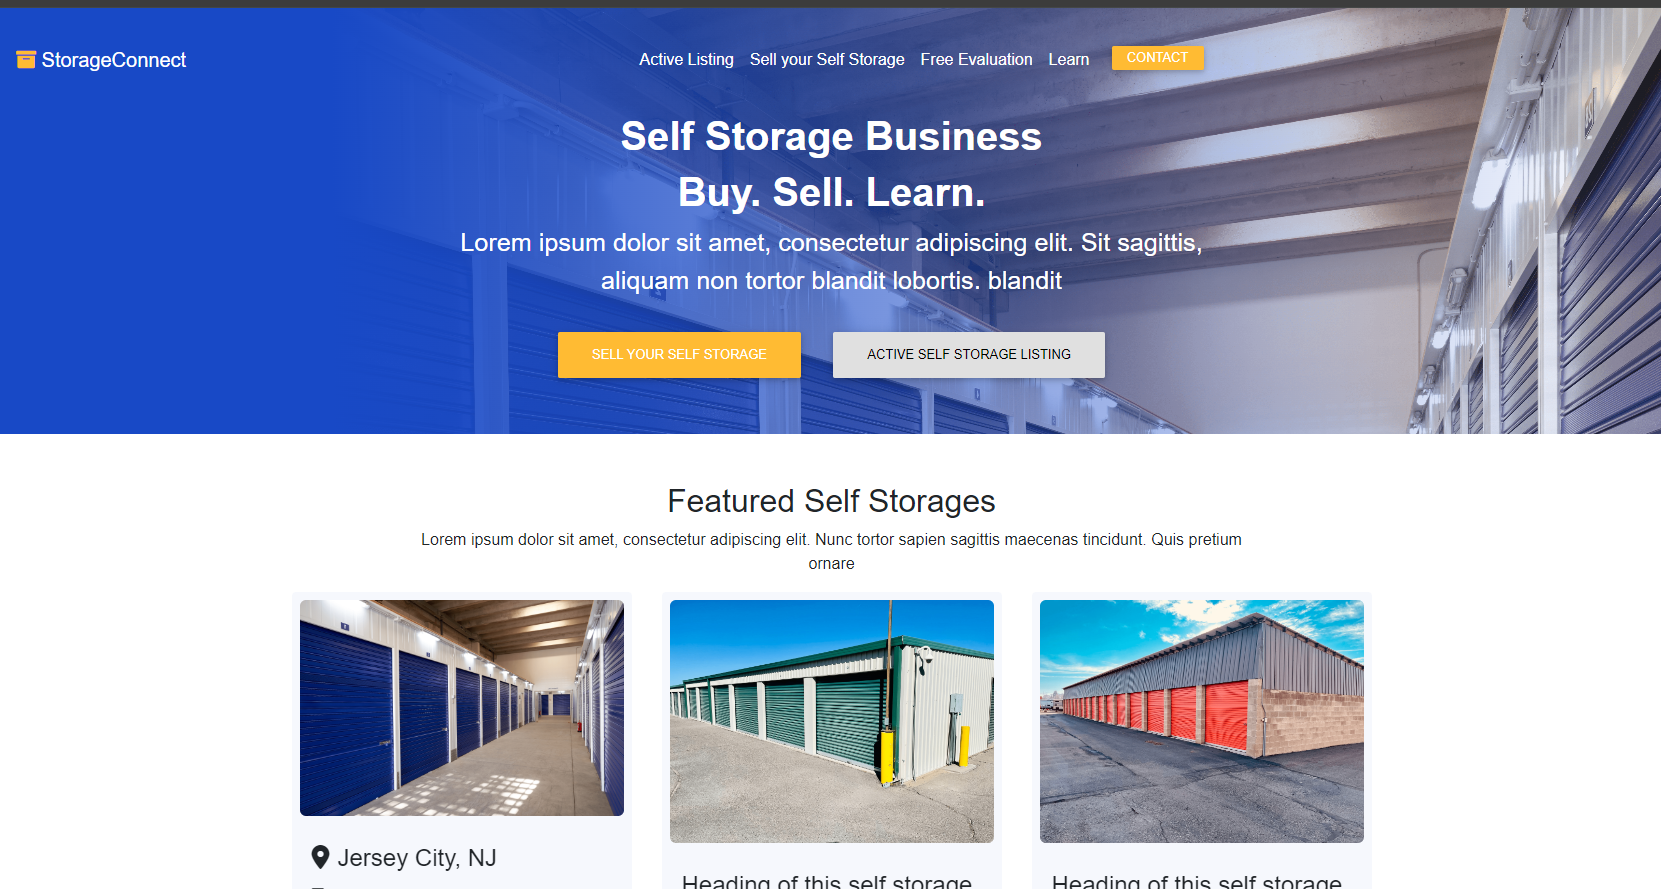 StorageConnect
Active Listing
Sell your Self Storage
Free Evaluation
Learn
CONTACT
Self Storage Business
Buy. Sell. Learn.
Lorem ipsum dolor sit amet, consectetur adipiscing elit. Sit sagittis,
aliquam non tortor blandit lobortis. blandit
SELL YOUR SELF STORAGE
ACTIVE SELF STORAGE LISTING
Featured Self Storages
Lorem ipsum dolor sit amet, consectetur adipiscing elit. Nunc tortor sapien sagittis maecenas tincidunt. Quis pretium
ornare
Jersey City, NJ
Heading of this self storage
Heading of this self storage